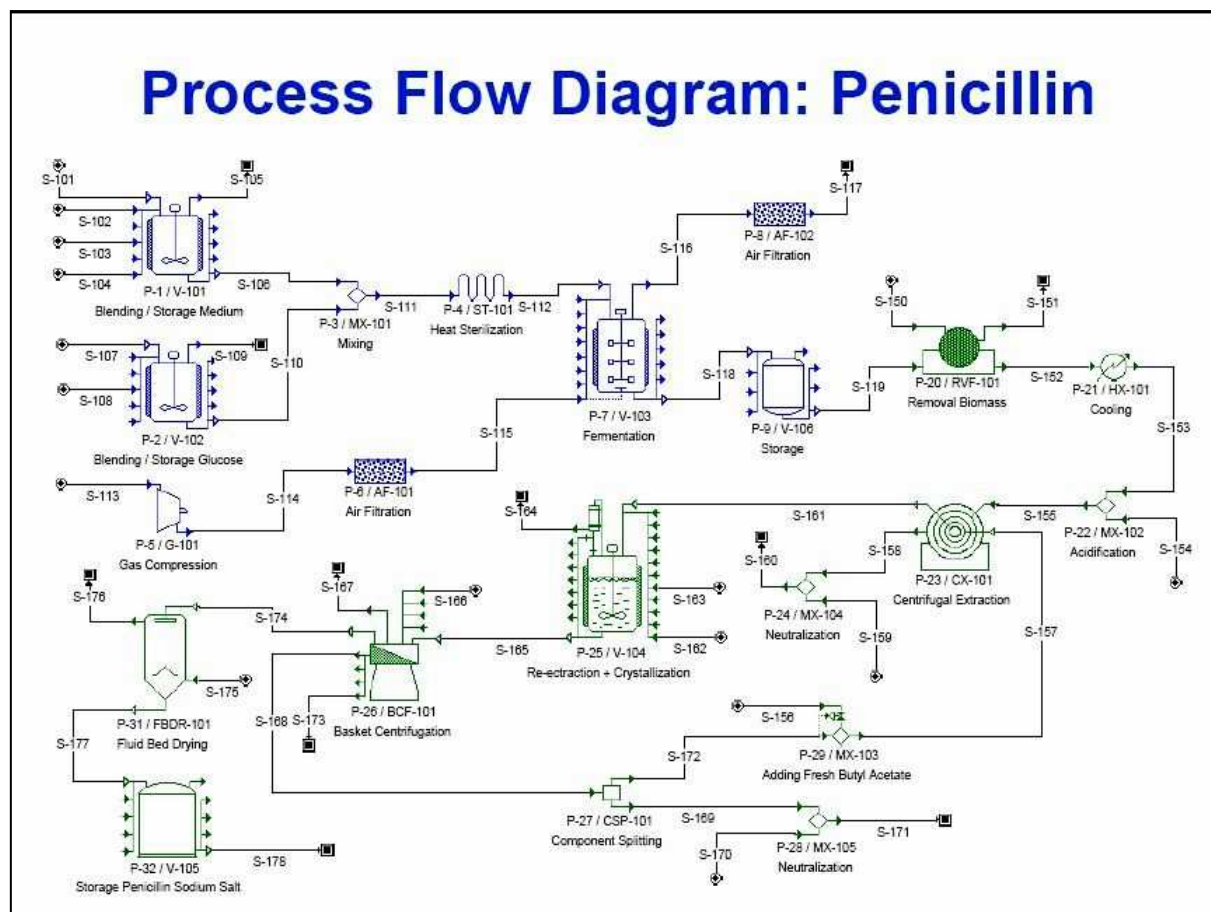 Process Flow Diagram: Penicillin
S-101
S-105
S-102
S-103
S-104
S-106
P-1 / V-101
Blending / Storage Medium
S-107
S-109
S-108
S-110
P-2 / V-102
Blending / Storage Glucose
P-3 / MX-101
Mixing
S-111
P-4 / ST-101
Heat Sterilization
S-112
S-113
P-5 / G-101
Gas Compression
S-114
P-6 / AF-101
Air Filtration
S-115
S-116
P-8 / AF-102
Air Filtration
S-117
P-7 / V-103
Fermentation
S-118
P-9 / V-106
Storage
S-119
S-150
S-151
P-20 / RVF-101
Removal Biomass
S-152
P-21 / HX-101
Cooling
S-153
P-22 / MX-102
Acidification
S-154
S-155
P-23 / CX-101
Centrifugal Extraction
S-161
S-158
S-157
S-160
P-24 / MX-104
Neutralization
S-159
S-164
S-163
S-162
P-25 / V-104
Re-ectraction + Crystallization
S-165
S-167
S-166
P-26 / BCF-101
Basket Centrifugation
S-168
S-173
S-174
S-176
S-175
P-31 / FBDR-101
Fluid Bed Drying
S-177
P-32 / V-105
Storage Penicillin Sodium Salt
S-178
S-156
P-29 / MX-103
Adding Fresh Butyl Acetate
S-172
P-27 / CSP-101
Component Splitting
S-169
S-170
P-28 / MX-105
Neutralization
S-171